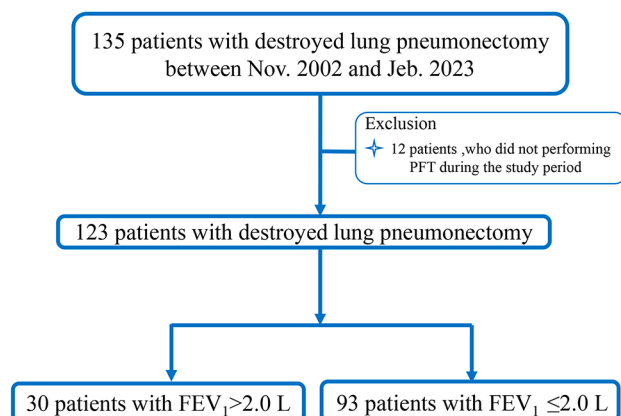 135 patients with destroyed lung pneumonectomy
between Nov. 2002 and Jeb. 2023
Exclusion
12 patients ,who did not performing
PFT during the study period
123 patients with destroyed lung pneumonectomy
30 patients with FEV₁>2.0 L
93 patients with FEV₁ ≤2.0 L